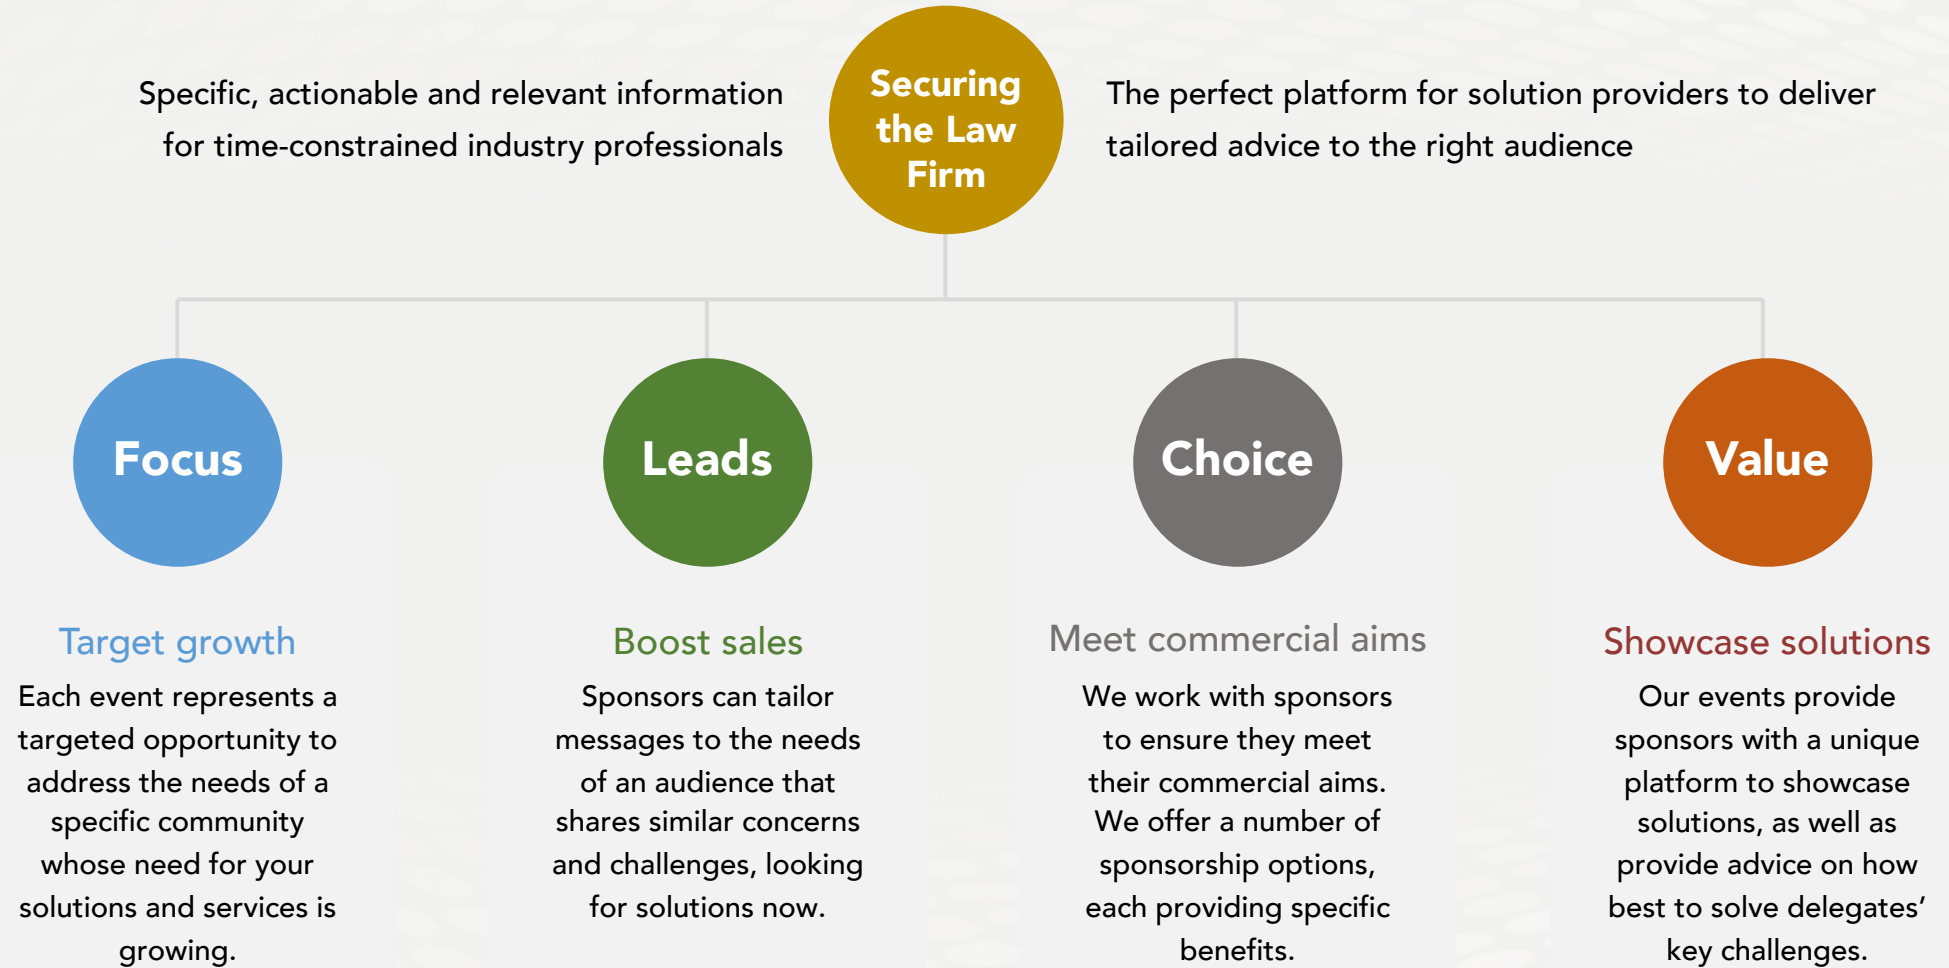 Specific, actionable and relevant information
for time-constrained industry professionals
Securing
the Law
Firm
The perfect platform for solution providers to deliver
tailored advice to the right audience
Focus
Target growth
Each event represents a
targeted opportunity to
address the needs of a
specific community
whose need for your
solutions and services is
growing.
Leads
Boost sales
Sponsors can tailor
messages to the needs
of an audience that
shares similar concerns
and challenges, looking
for solutions now.
Choice
Meet commercial aims
We work with sponsors
to ensure they meet
their commercial aims.
We offer a number of
sponsorship options,
each providing specific
benefits.
Value
Showcase solutions
Our events provide
sponsors with a unique
platform to showcase
solutions, as well as
provide advice on how
best to solve delegates’
key challenges.